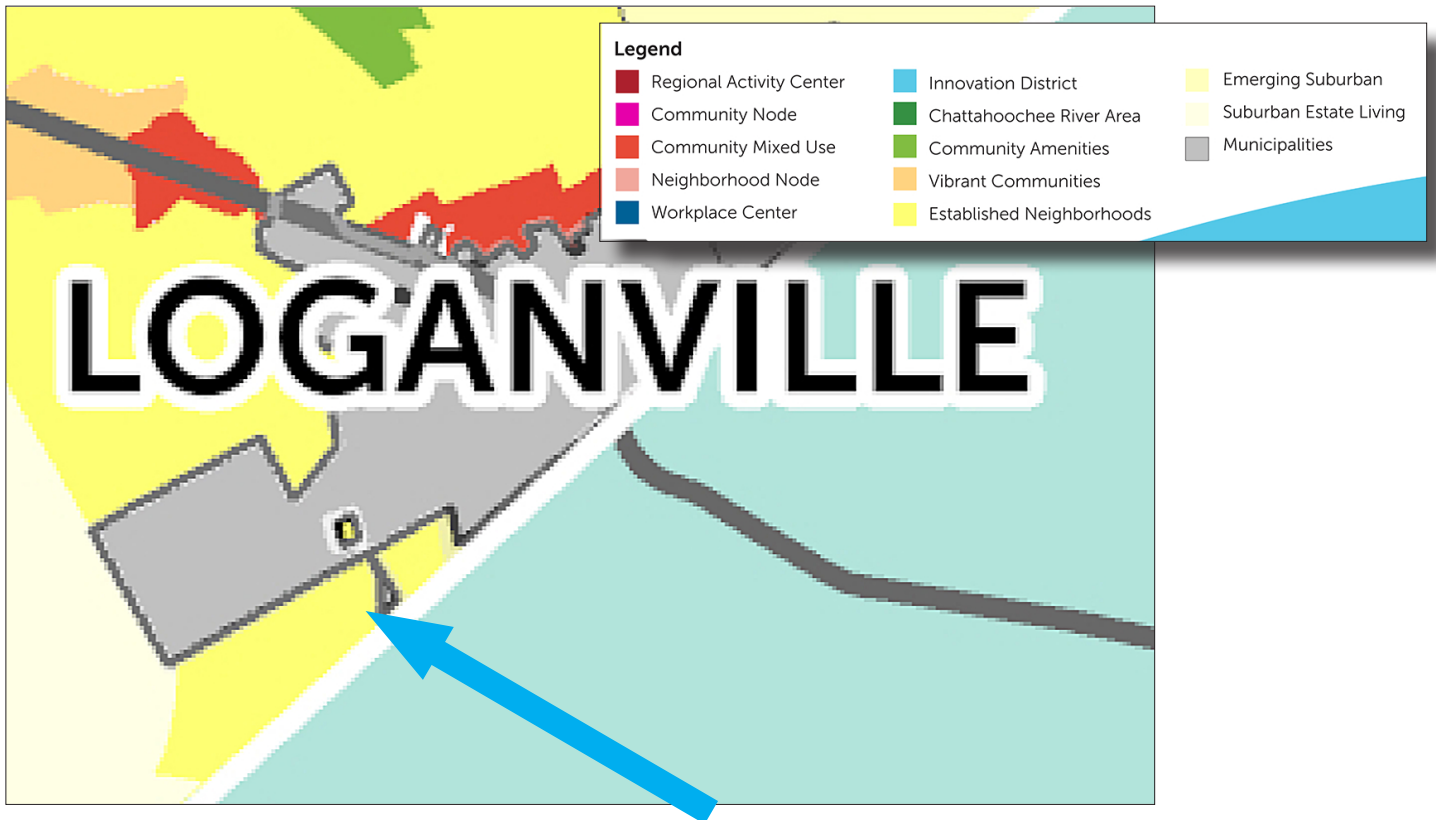 Legend
Regional Activity Center
Community Node
Community Mixed Use
Neighborhood Node
Workplace Center
Innovation District
Chattahoochee River Area
Community Amenities
Vibrant Communities
Established Neighborhoods
Emerging Suburban
Suburban Estate Living
Municipalities
LOGANVILLE